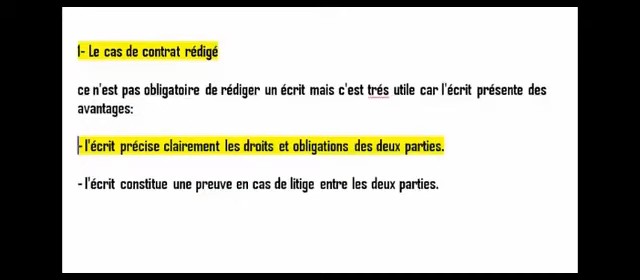 1- Le cas de contrat rédigé
ce n'est pas obligatoire de rédiger un écrit mais c'est trés utile car l'écrit présente des
avantages:
- l'écrit précise clairement les droits et obligations des deux parties.
- l'écrit constitue une preuve en cas de litige entre les deux parties.